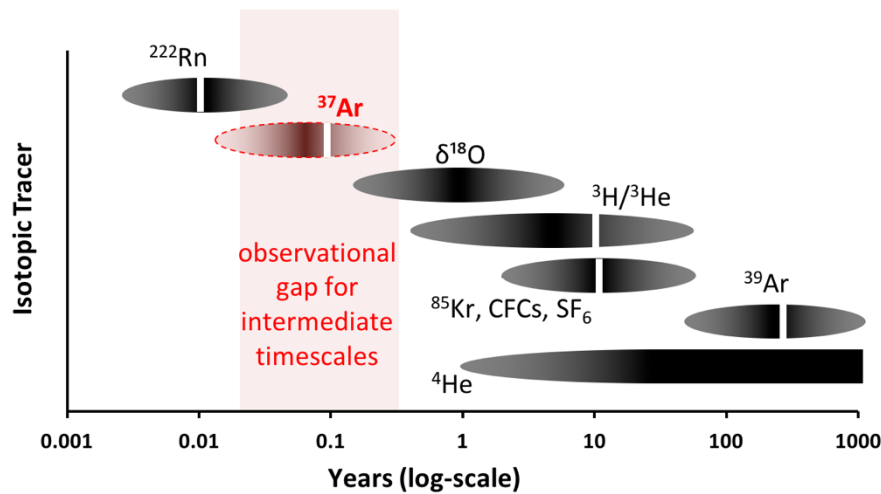 ²²²Rn
³⁷Ar
δ¹⁸O
³H/³He
observational
gap for
intermediate
timescales
⁸⁵Kr, CFCs, SF₆
³⁹Ar
⁴He
Isotopic Tracer
0.001 0.01 0.1 1 10 100 1000
Years (log-scale)